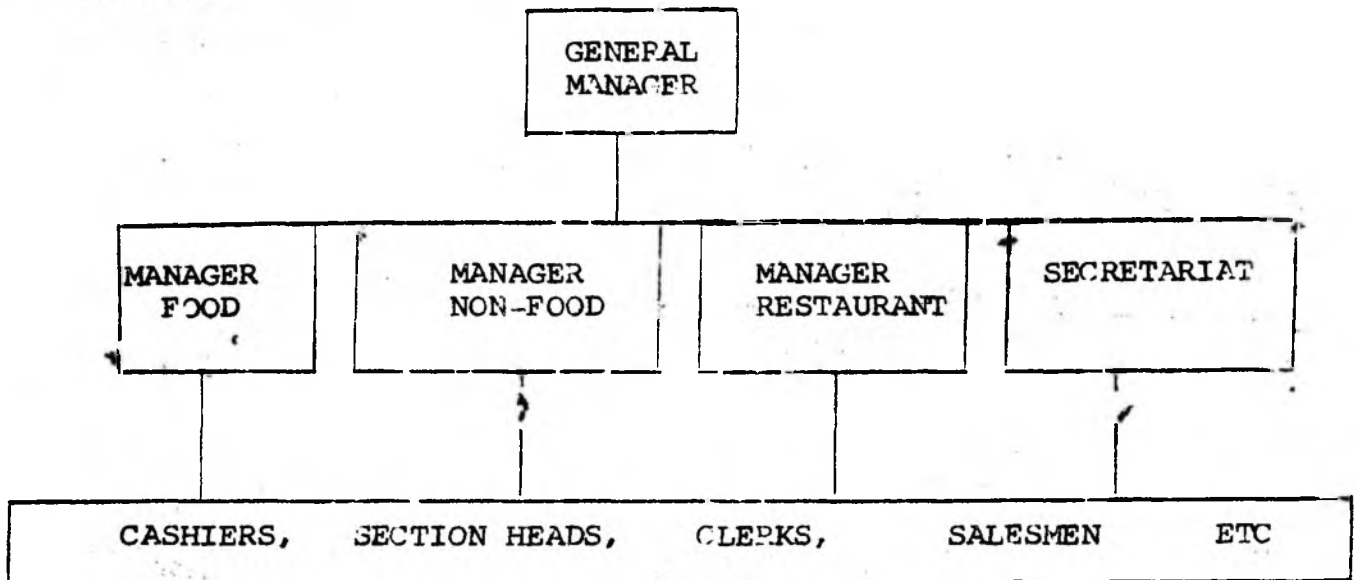 GENERAL
MANAGER
MANAGER
FOOD
MANAGER
NON-FOOD
MANAGER
RESTAURANT
SECRETARIAT
CASHIERS, SECTION HEADS, CLERKS, SALESMEN ETC